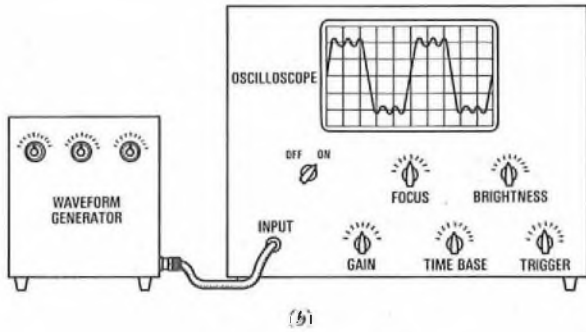 OSCILLOSCOPE
OFF ON
FOCUS
BRIGHTNESS
WAVEFORM
GENERATOR
INPUT
GAIN
TIME BASE
TRIGGER
(b)